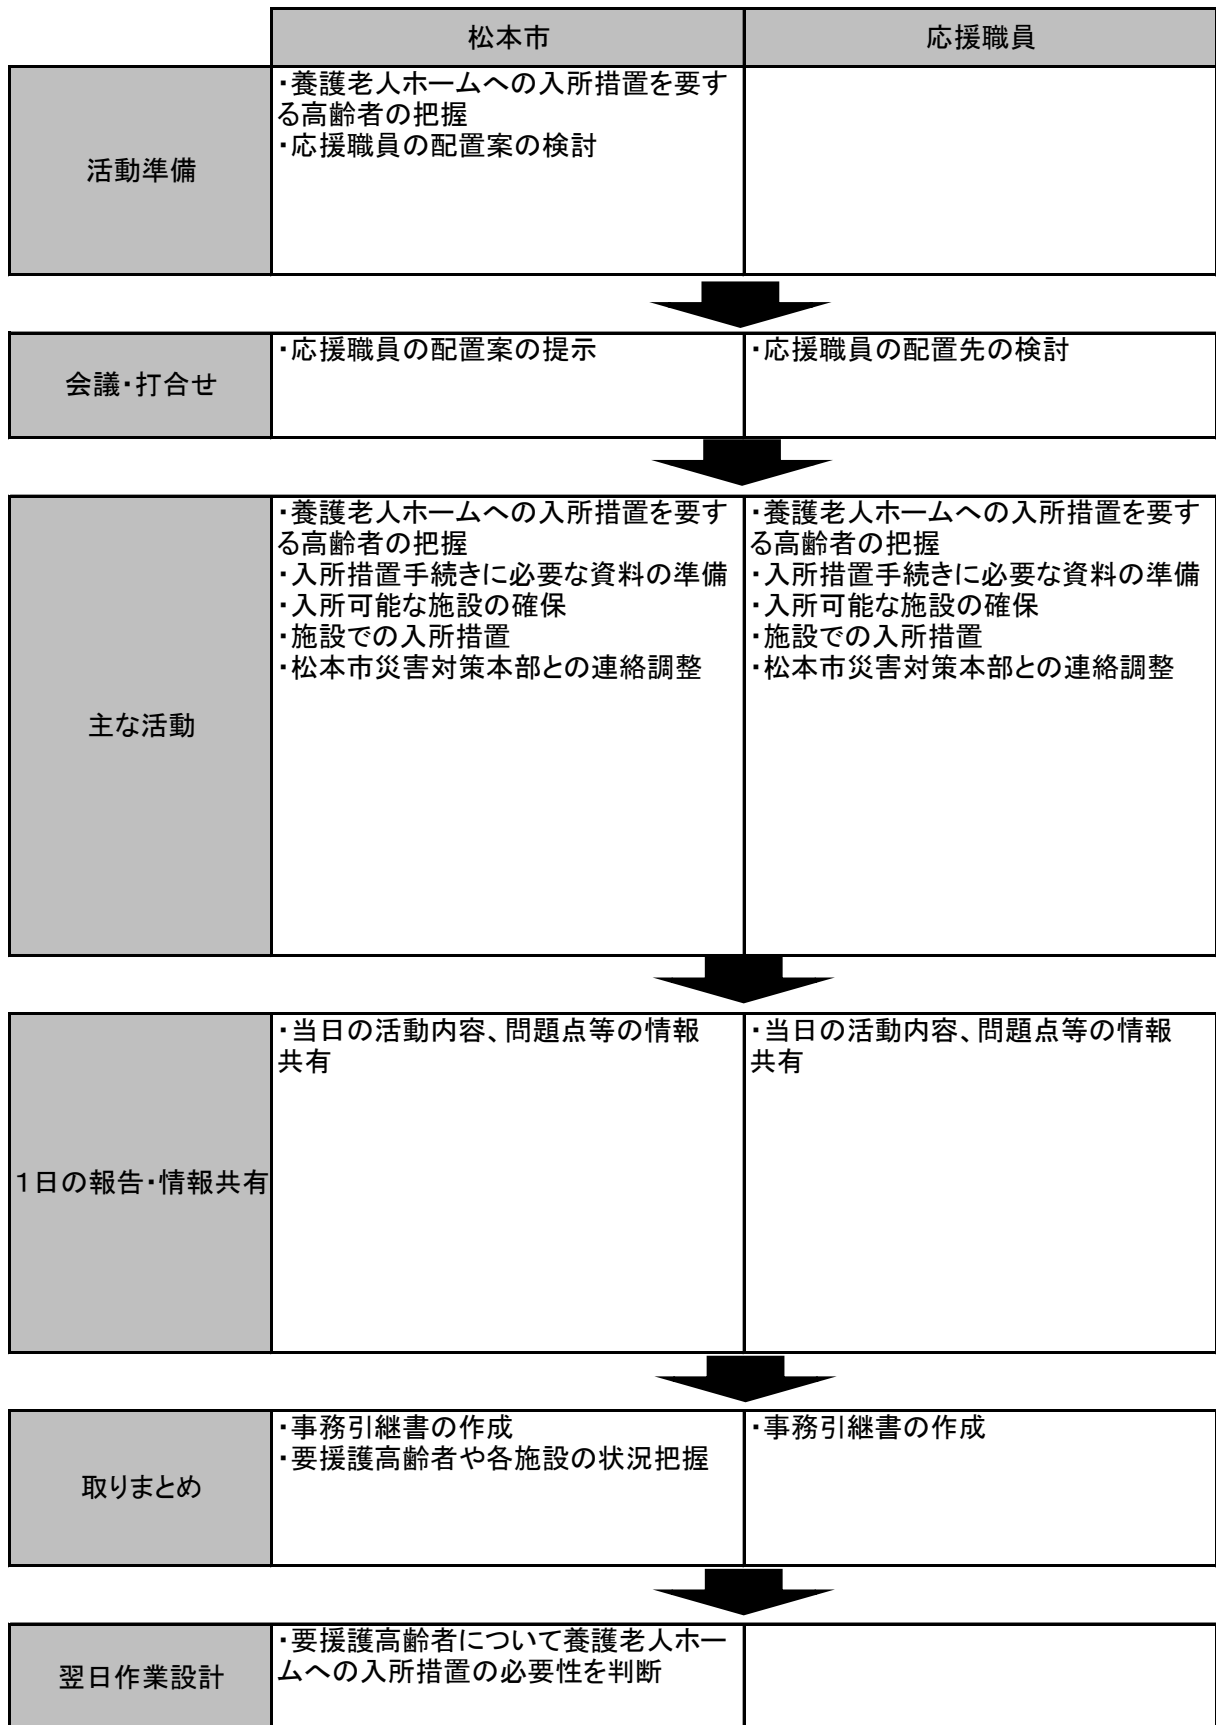 松本市
応援職員
活動準備
・養護老人ホームへの入所措置を要す
る高齢者の把握
・応援職員の配置案の検討
会議・打合せ
・応援職員の配置案の提示
・応援職員の配置先の検討
主な活動
・養護老人ホームへの入所措置を要す
る高齢者の把握
・入所措置手続きに必要な資料の準備
・入所可能な施設の確保
・施設での入所措置
・松本市災害対策本部との連絡調整
・養護老人ホームへの入所措置を要す
る高齢者の把握
・入所措置手続きに必要な資料の準備
・入所可能な施設の確保
・施設での入所措置
・松本市災害対策本部との連絡調整
１日の報告・情報共有
・当日の活動内容、問題点等の情報
共有
・当日の活動内容、問題点等の情報
共有
取りまとめ
・事務引継書の作成
・要援護高齢者や各施設の状況把握
・事務引継書の作成
翌日作業設計
・要援護高齢者について養護老人ホー
ムへの入所措置の必要性を判断